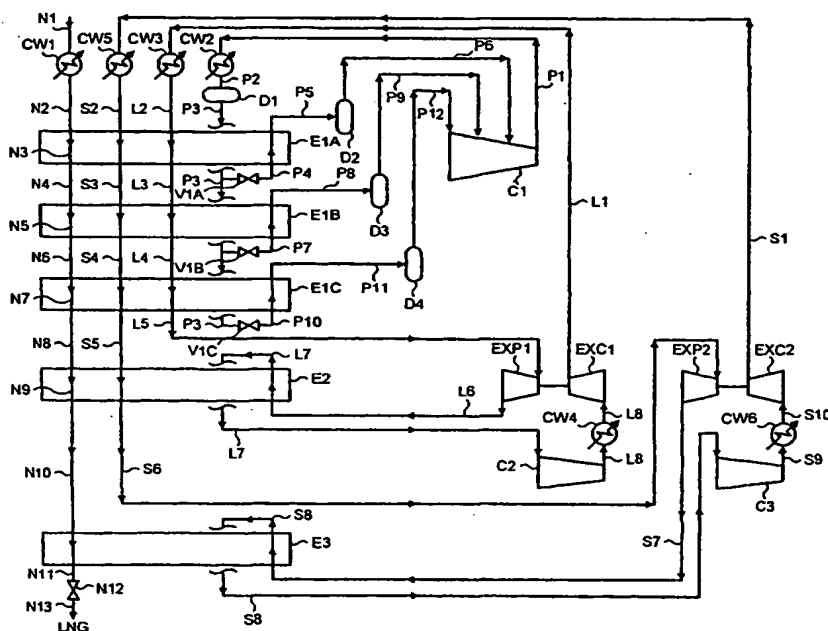 N1
CW1
CW5
CW3
CW2
P2
D1
P3
P5
P6
P9
P12
P1
D2
N2
S2
L2
E1A
N3
P3
P4
V1A
P8
C1
N4
S3
L3
D3
L1
S1
E1B
N5
P7
V1B
P11
D4
N6
S4
L4
E1C
N7
P3
P10
V1C
L5
N8
S5
L7
EXP1
EXC1
EXP2
EXC2
E2
N9
L6
CW4
L8
CW6
S10
L7
C2
L8
S9
C3
N10
S6
S8
S7
E3
N11
N12
N13
S8
LNG